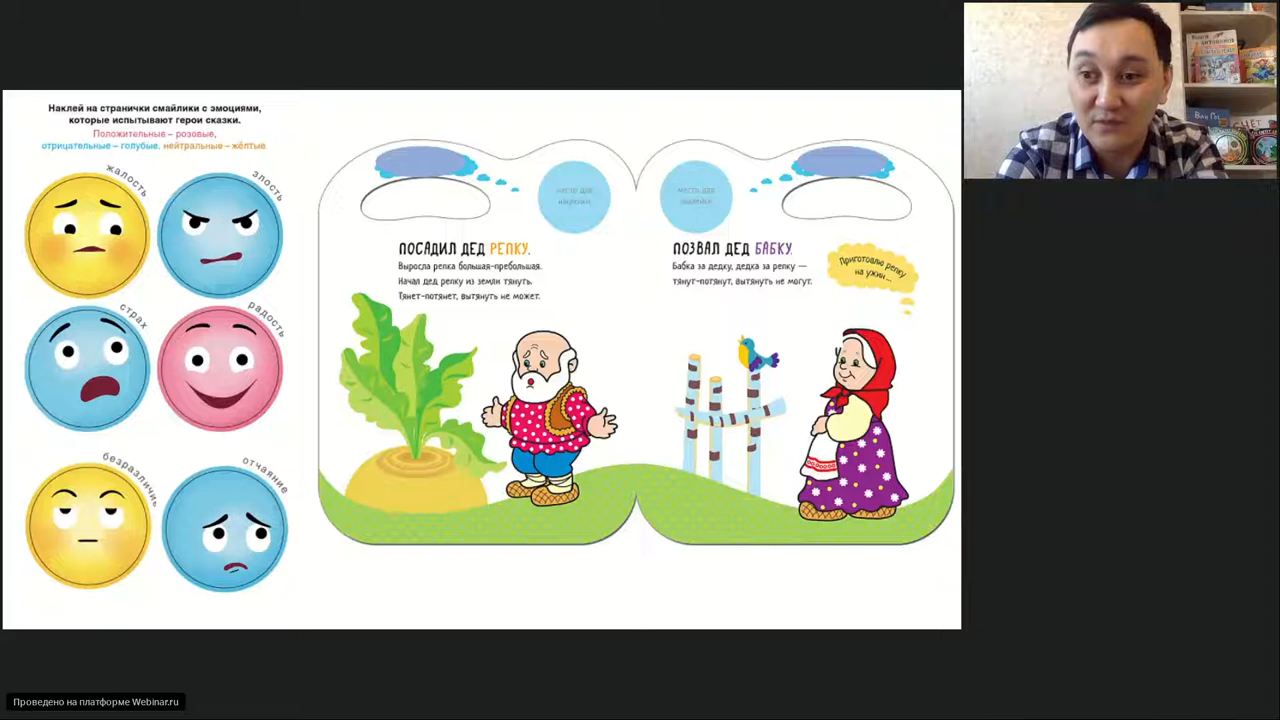 Наклей на странички смайлики с эмоциями,
которые испытывают герои сказки.
Положительные – розовые,
отрицательные – голубые, нейтральные – жёлтые.
жалость
злость
страх
радость
безразличие
отчаяние
место для
наклейки
место для
наклейки
ПОСАДИЛ ДЕД РЕПКУ.
Выросла репка большая-пребольшая.
Начал дед репку из земли тянуть.
Тянет-потянет, вытянуть не может.
ПОЗВАЛ ДЕД БАБКУ.
Бабка за дедку, дедка за репку —
тянут-потянут, вытянуть не могут.
Приготовлю репку
на ужин...
Ван Гог
Проведено на платформе Webinar.ru